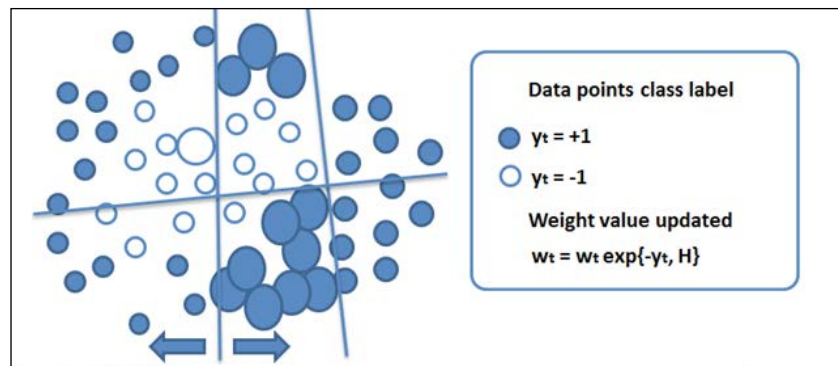 Data points class label
yt = +1
yt = -1
Weight value updated
wt = wt exp{-yt, H}